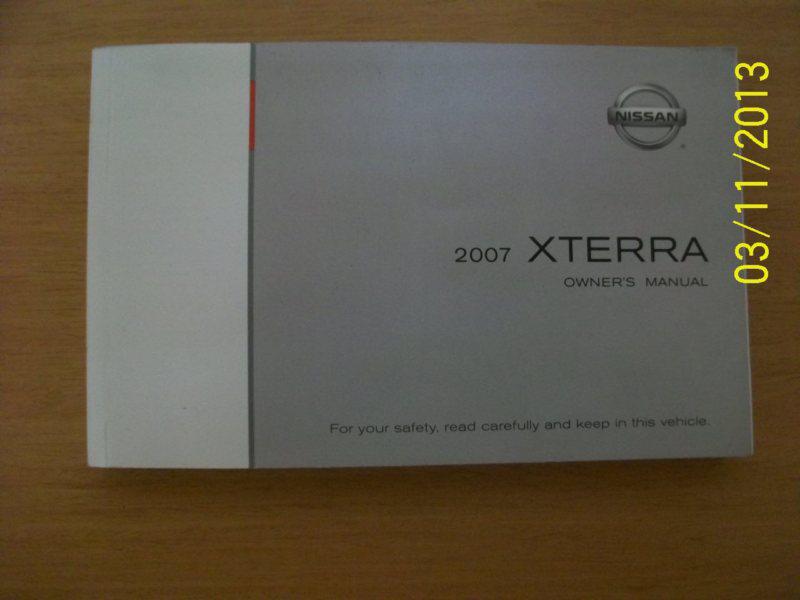 NISSAN
2007 XTERRA
OWNER'S MANUAL
For your safety, read carefully and keep in this vehicle.
03/11/2013